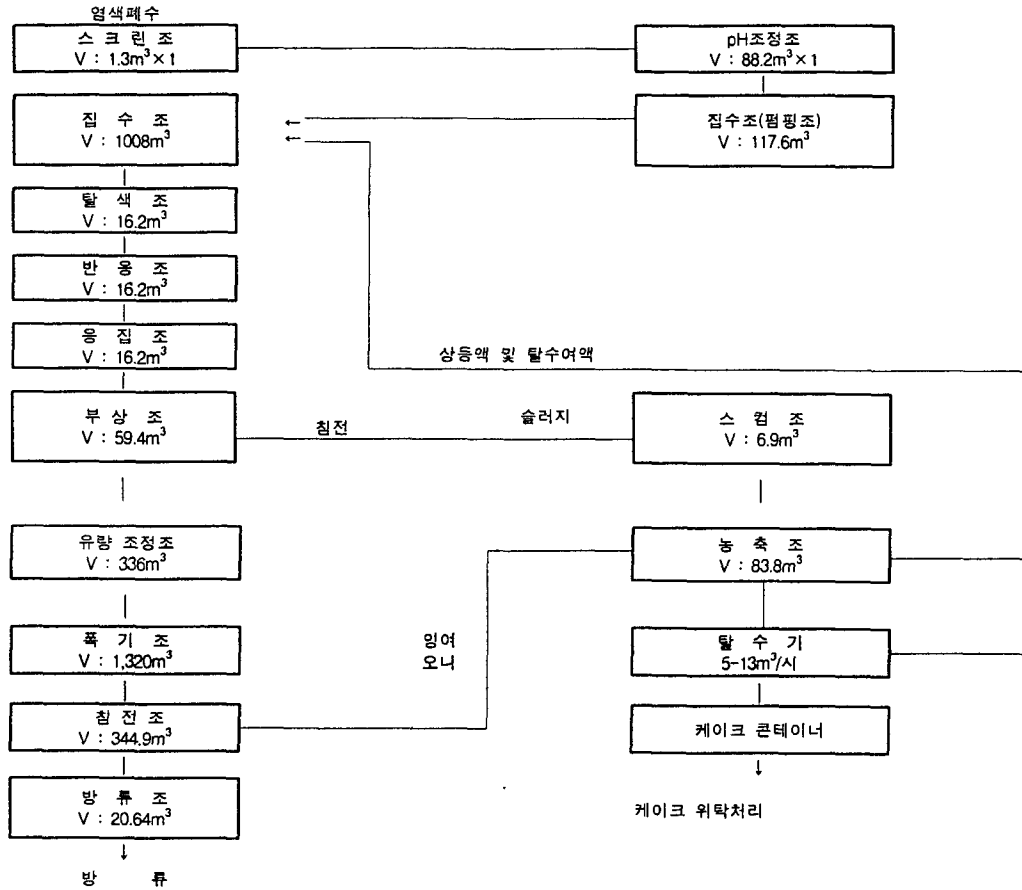 염색폐수
스 크 린 조
V : 1.3m³×1
pH조정조
V : 88.2m³×1
집 수 조
V : 1008m³
←
←
집수조(펌핑조)
V : 117.6m³
탈 색 조
V : 16.2m³
반 응 조
V : 16.2m³
응 집 조
V : 16.2m³
상등액 및 탈수여액
부 상 조
V : 59.4m³
침전
슬러지
스 컴 조
V : 6.9m³
유량 조정조
V : 336m³
농 축 조
V : 83.8m³
폭 기 조
V : 1,320m³
잉여
오니
탈 수 기
5-13m³/시
침 전 조
V : 344.9m³
케이크 콘테이너
방 류 조
V : 20.64m³
↓
케이크 위탁처리
↓
방 류